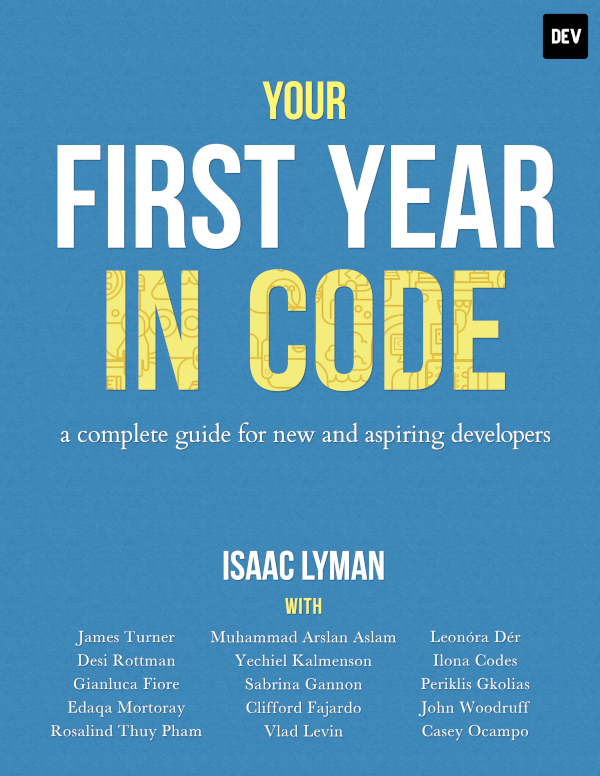 DEV
YOUR
FIRST YEAR
IN CODE
a complete guide for new and aspiring developers
ISAAC LYMAN
WITH
James Turner
Desi Rottman
Gianluca Fiore
Edaqa Mortoray
Rosalind Thuy Pham
Muhammad Arslan Aslam
Yechiel Kalmenson
Sabrina Gannon
Clifford Fajardo
Vlad Levin
Leonóra Dér
Ilona Codes
Periklis Gkolias
John Woodruff
Casey Ocampo